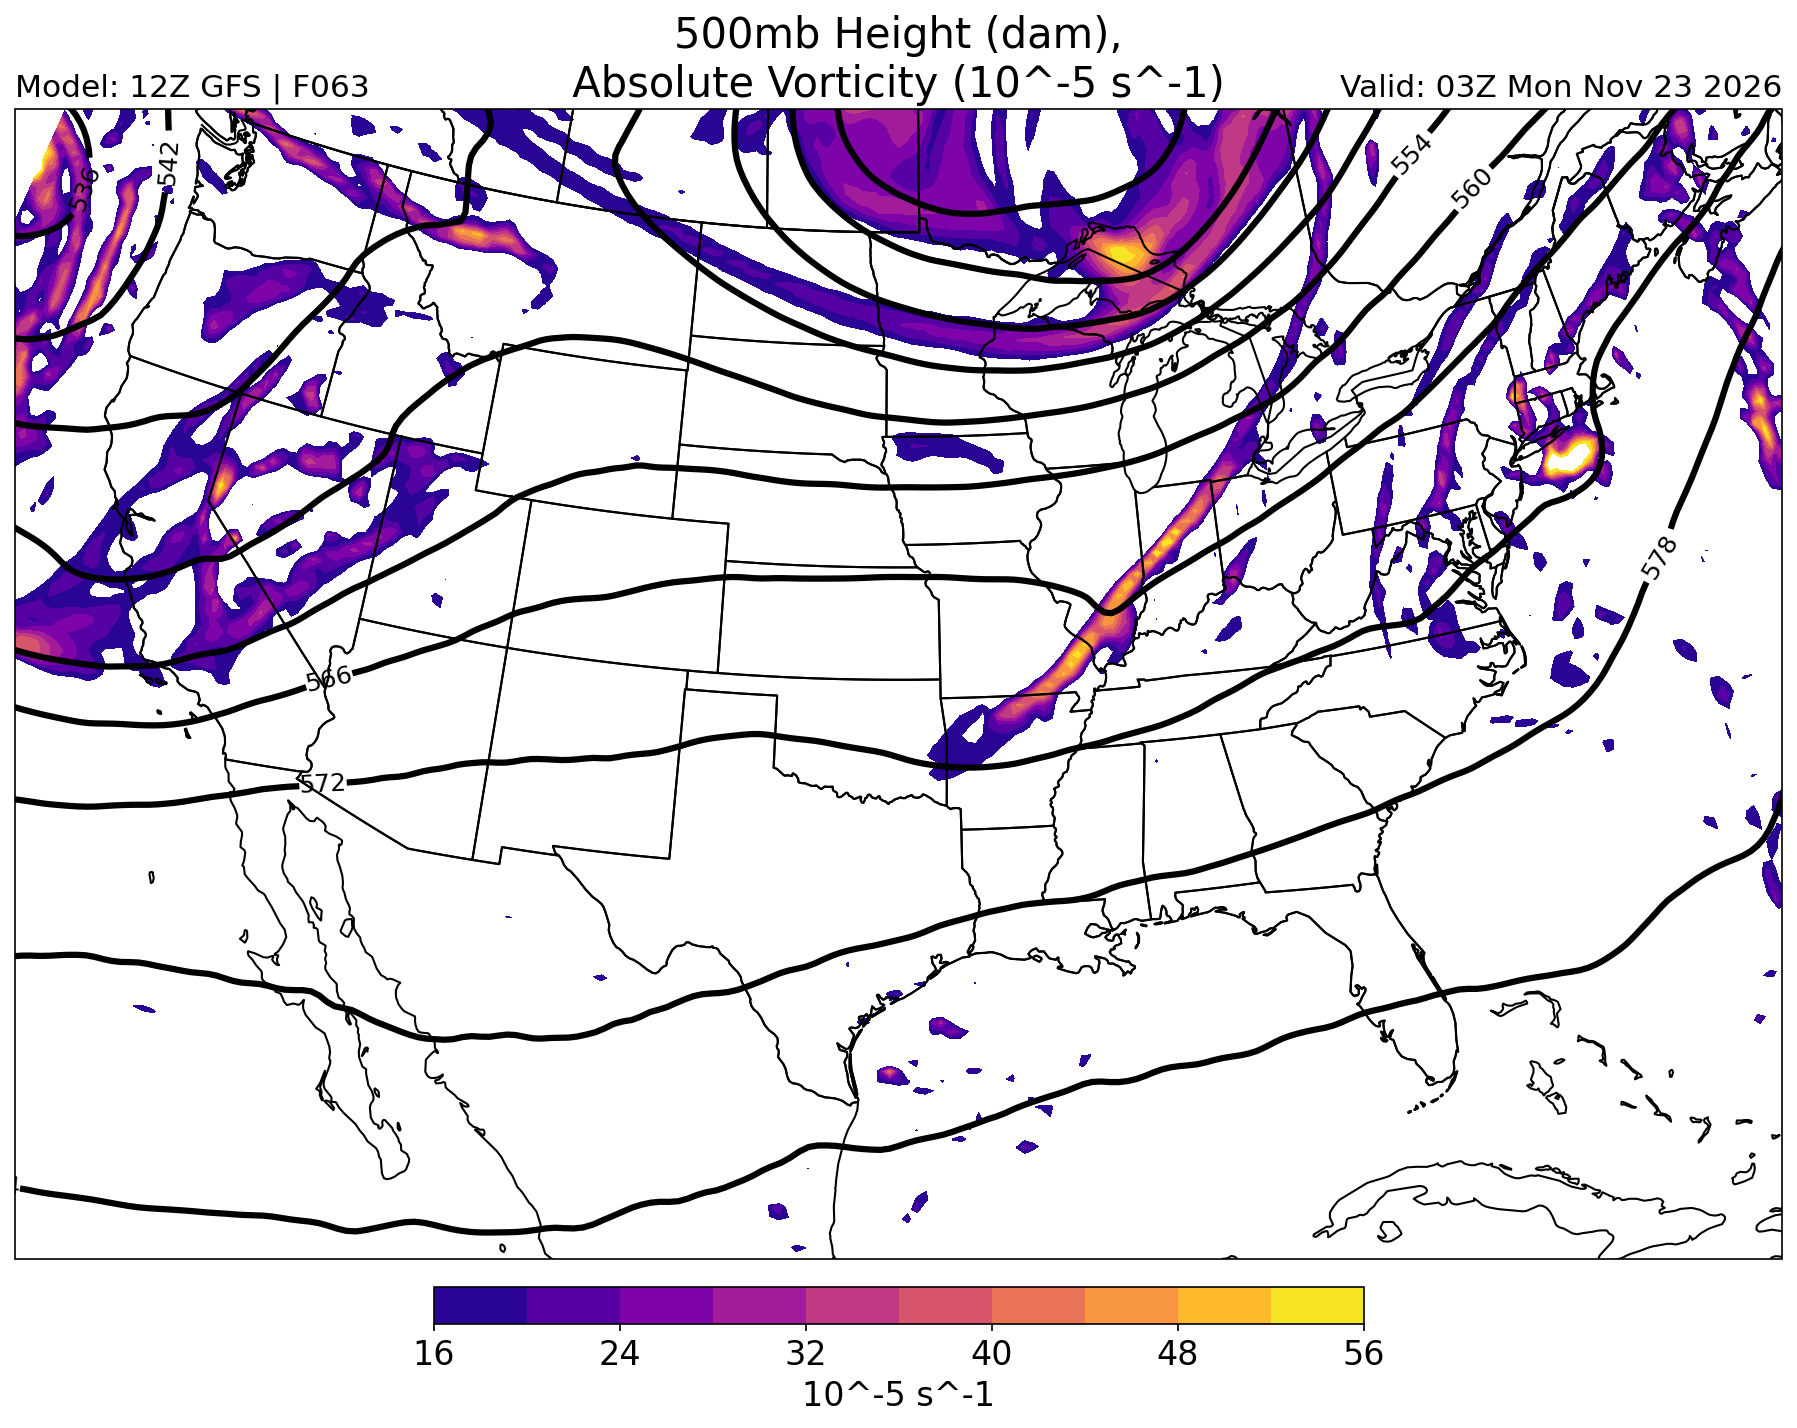 500mb Height (dam),
Absolute Vorticity (10^-5 s^-1)
Model: 12Z GFS | F063
Valid: 03Z Mon Nov 23 2026
536
542
554
560
578
566
572
16 24 32 40 48 56
10^-5 s^-1